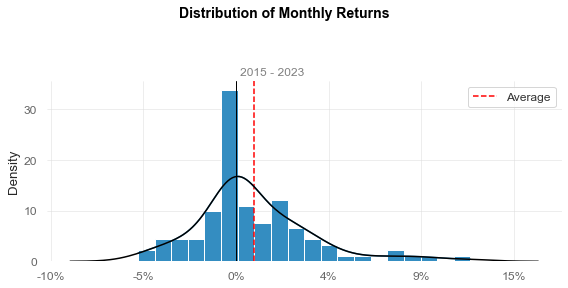 Distribution of Monthly Returns
2015 - 2023
Average
Density
30
20
10
0
-10%
-5%
0%
4%
9%
15%